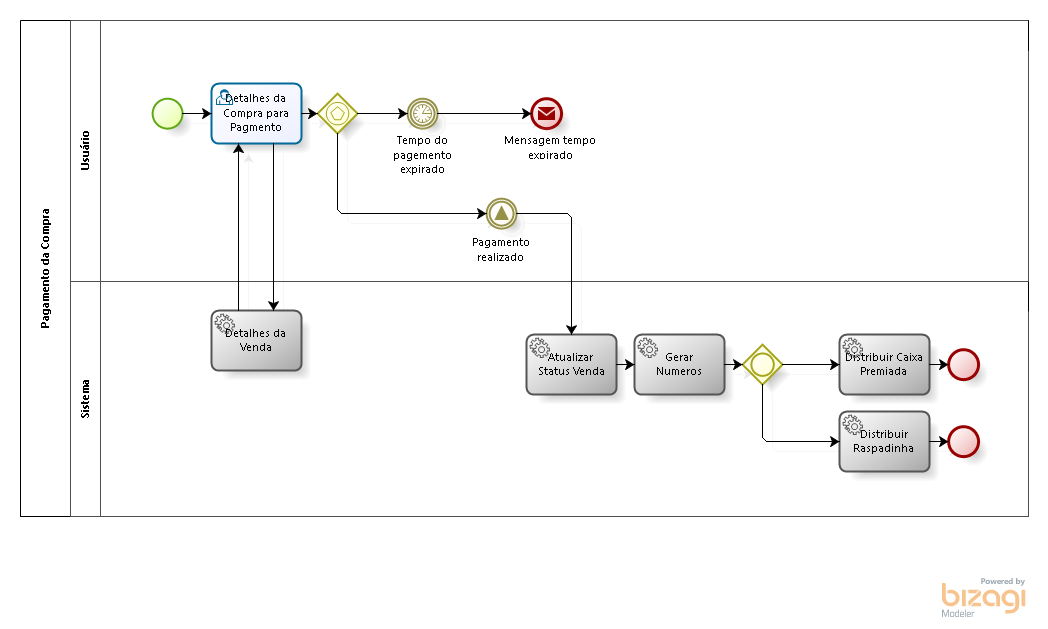 Pagamento da Compra
Usuário
Detalhes da
Compra para
Pagmento
Tempo do
pagemento
expirado
Mensagem tempo
expirado
Pagamento
realizado
Sistema
Detalhes da
Venda
Atualizar
Status Venda
Gerar
Numeros
Distribuir Caixa
Premiada
Distribuir
Raspadinha
Powered by
bizagi
Modeler